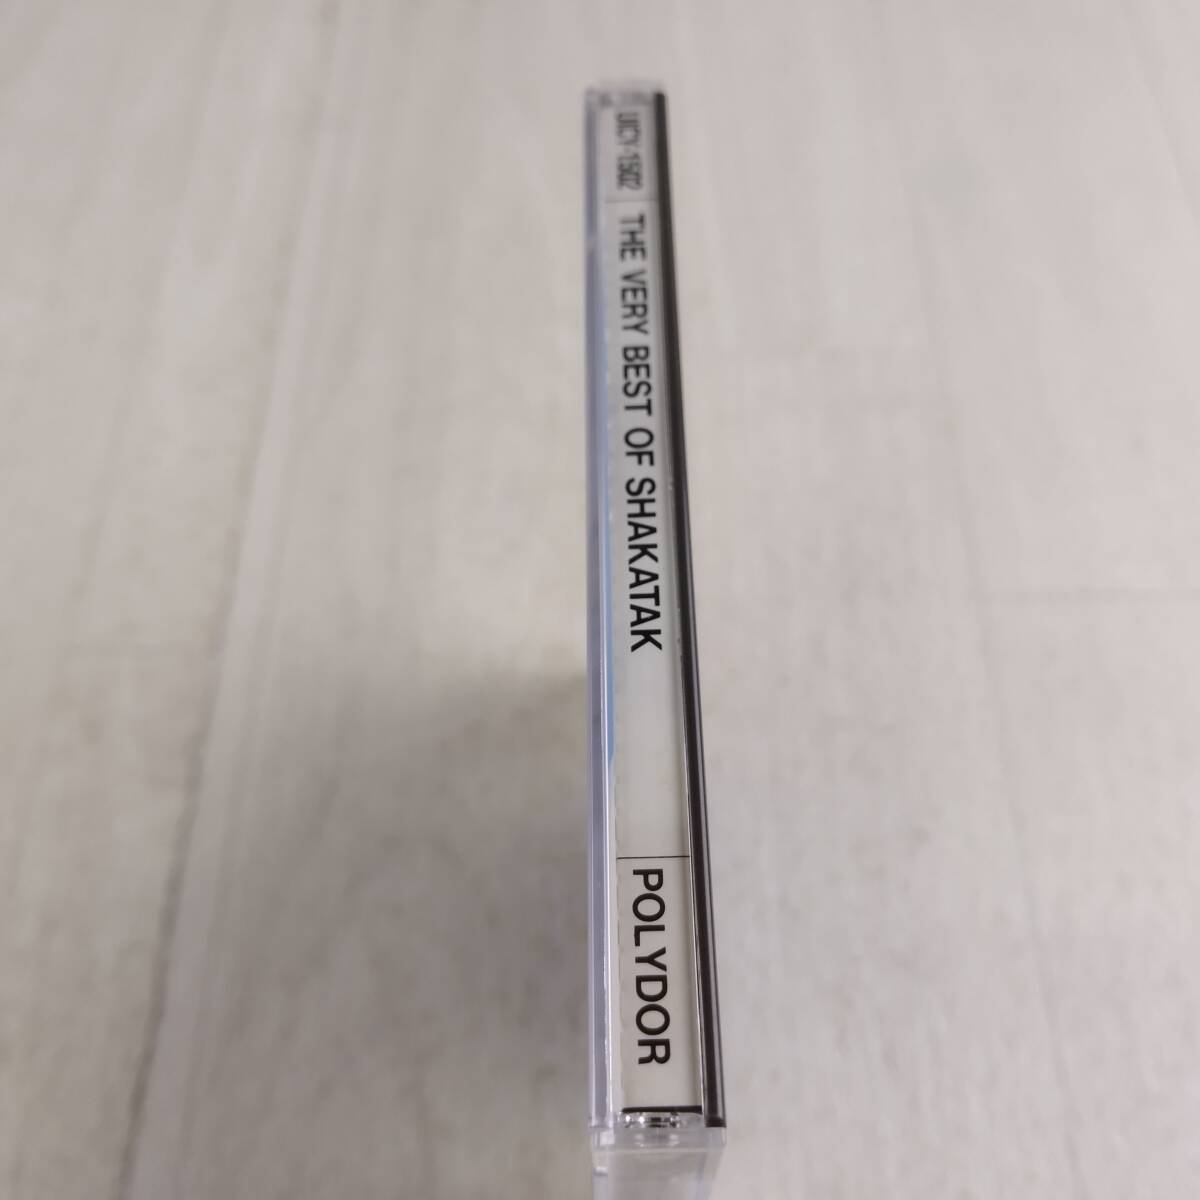 UICY-1502
THE VERY BEST OF SHAKATAK
POLYDOR